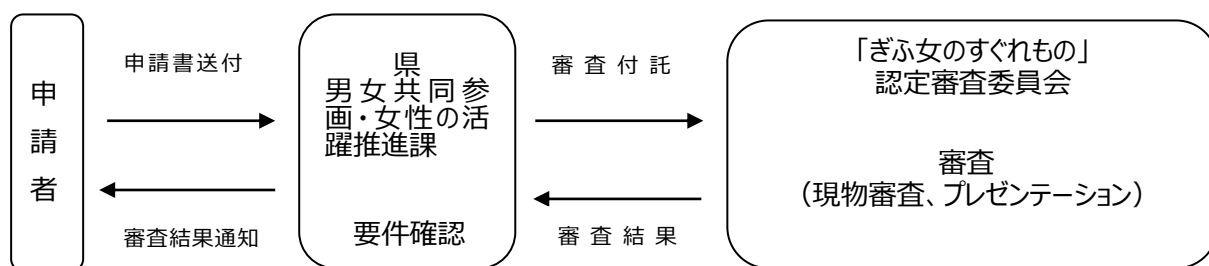 申請者
申請書送付
審査結果通知
県
男女共同参
画・女性の活
躍推進課
要件確認
審査付託
審査結果
「ぎふ女のすぐれもの」
認定審査委員会
審査
（現物審査、プレゼンテーション）